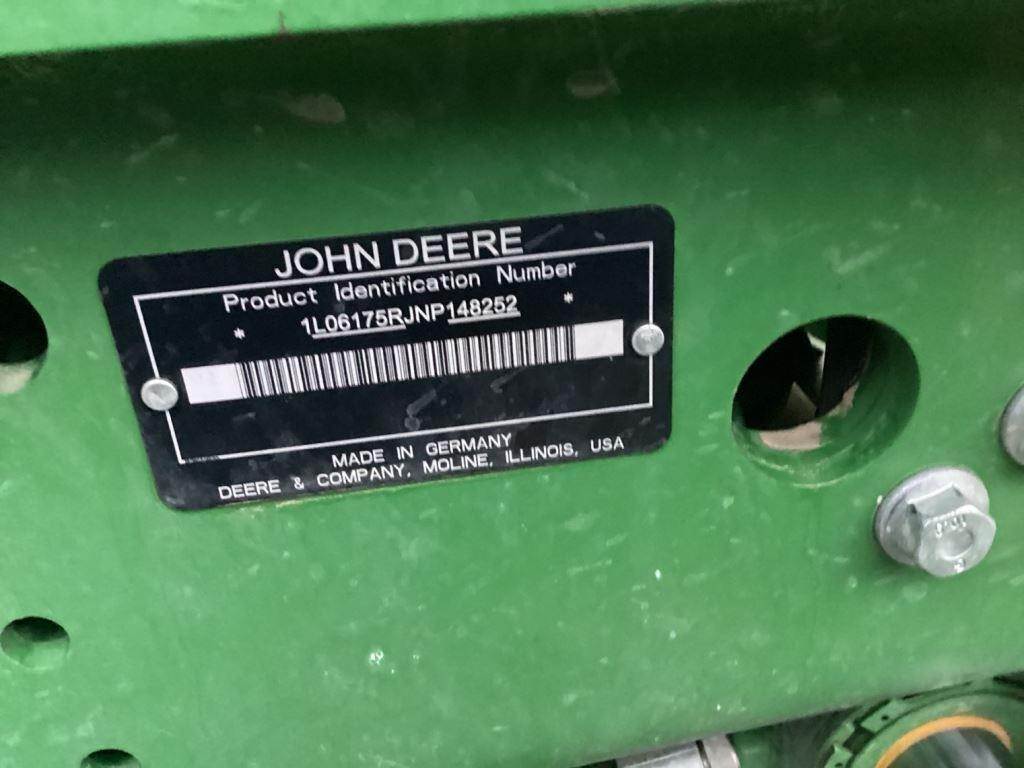 JOHN DEERE
Product Identification Number
* 1L06175RJNP148252 *
MADE IN GERMANY
DEERE & COMPANY, MOLINE, ILLINOIS, USA